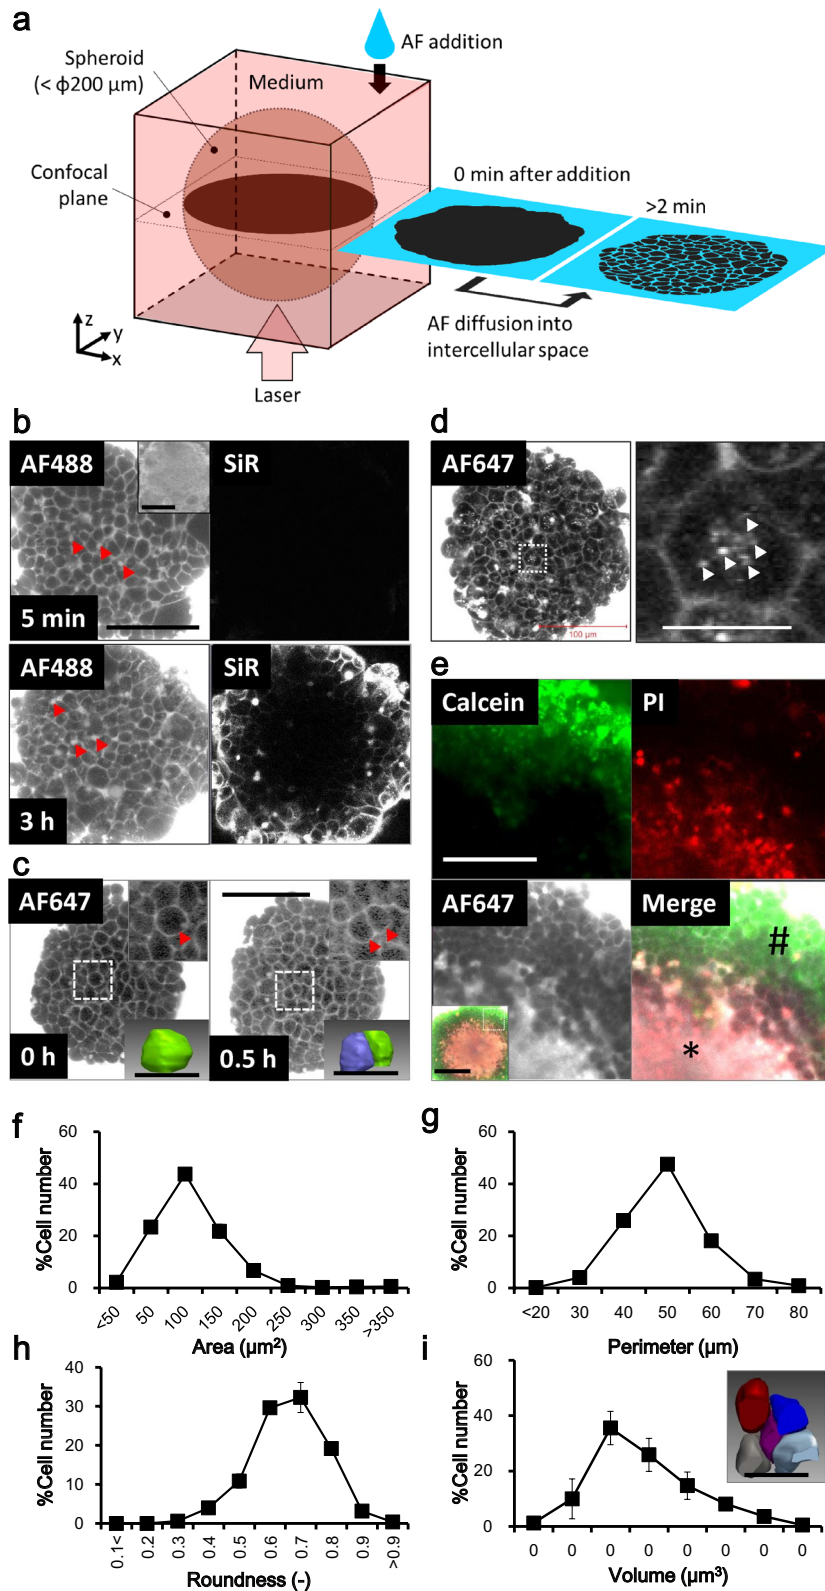 a
AF addition
Spheroid
(< ϕ200 µm)
Medium
Confocal
plane
0 min after addition
>2 min
z
y
x
AF diffusion into
intercellular space
Laser
b
AF488
SiR
5 min
AF488
SiR
3 h
c
AF647
0 h
0.5 h
d
AF647
100 µm
e
Calcein
PI
AF647
Merge
#
*
f
%Cell number
60
40
20
0
<50
50
100
150
200
250
300
350
>350
Area (µm²)
g
%Cell number
60
40
20
0
<20
30
40
50
60
70
80
Perimeter (µm)
h
%Cell number
40
30
20
10
0
0.1<
0.2
0.3
0.4
0.5
0.6
0.7
0.8
0.9
>0.9
Roundness (-)
i
%Cell number
60
40
20
0
0
0
0
0
0
0
0
0
Volume (µm³)